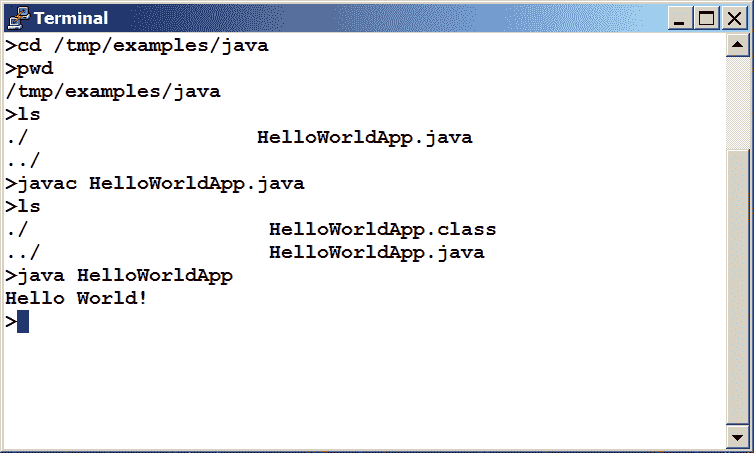 Terminal
>cd /tmp/examples/java
>pwd
/tmp/examples/java
>ls
./                   HelloWorldApp.java
../
>javac HelloWorldApp.java
>ls
./                    HelloWorldApp.class
../                   HelloWorldApp.java
>java HelloWorldApp
Hello World!
>